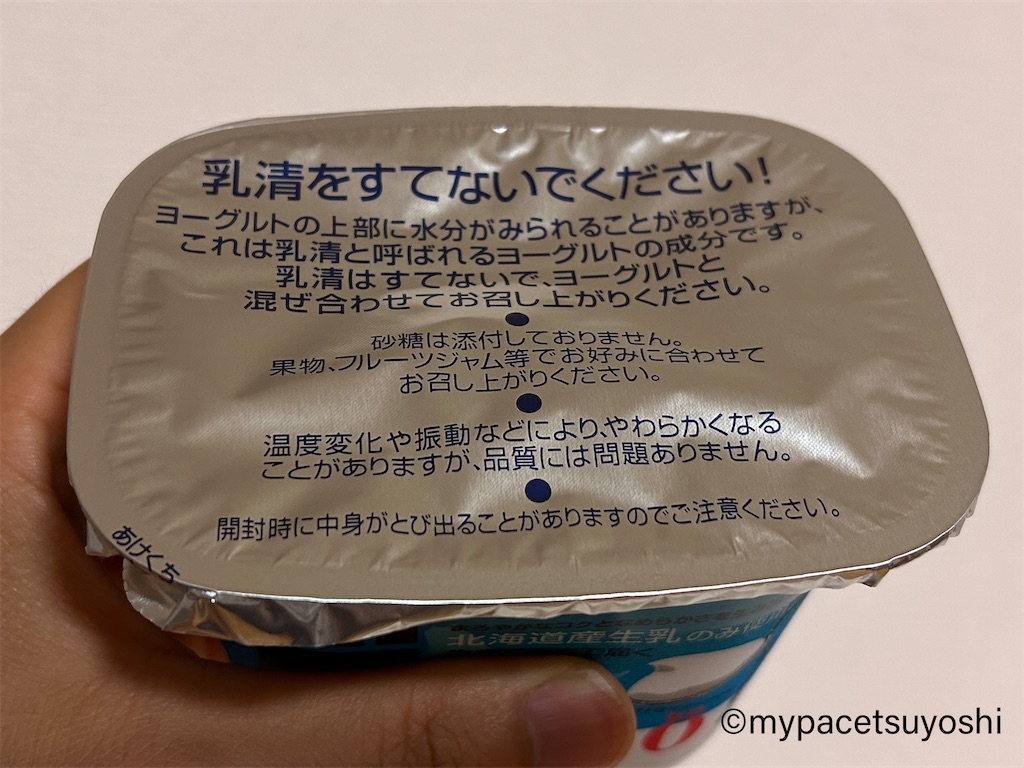 乳清をすてないでください!
ヨーグルトの上部に水分がみられることがありますが、
これは乳清と呼ばれるヨーグルトの成分です。
乳清はすてないで、ヨーグルトと
混ぜ合わせてお召し上がりください。
砂糖は添付しておりません。
果物、フルーツジャム等でお好みに合わせて
お召し上がりください。
温度変化や振動などにより、やわらかくなる
ことがありますが、品質には問題ありません。
開封時に中身がとび出ることがありますのでご注意ください。
あけくち
北海道産生乳のみ
©mypacetsuyoshi